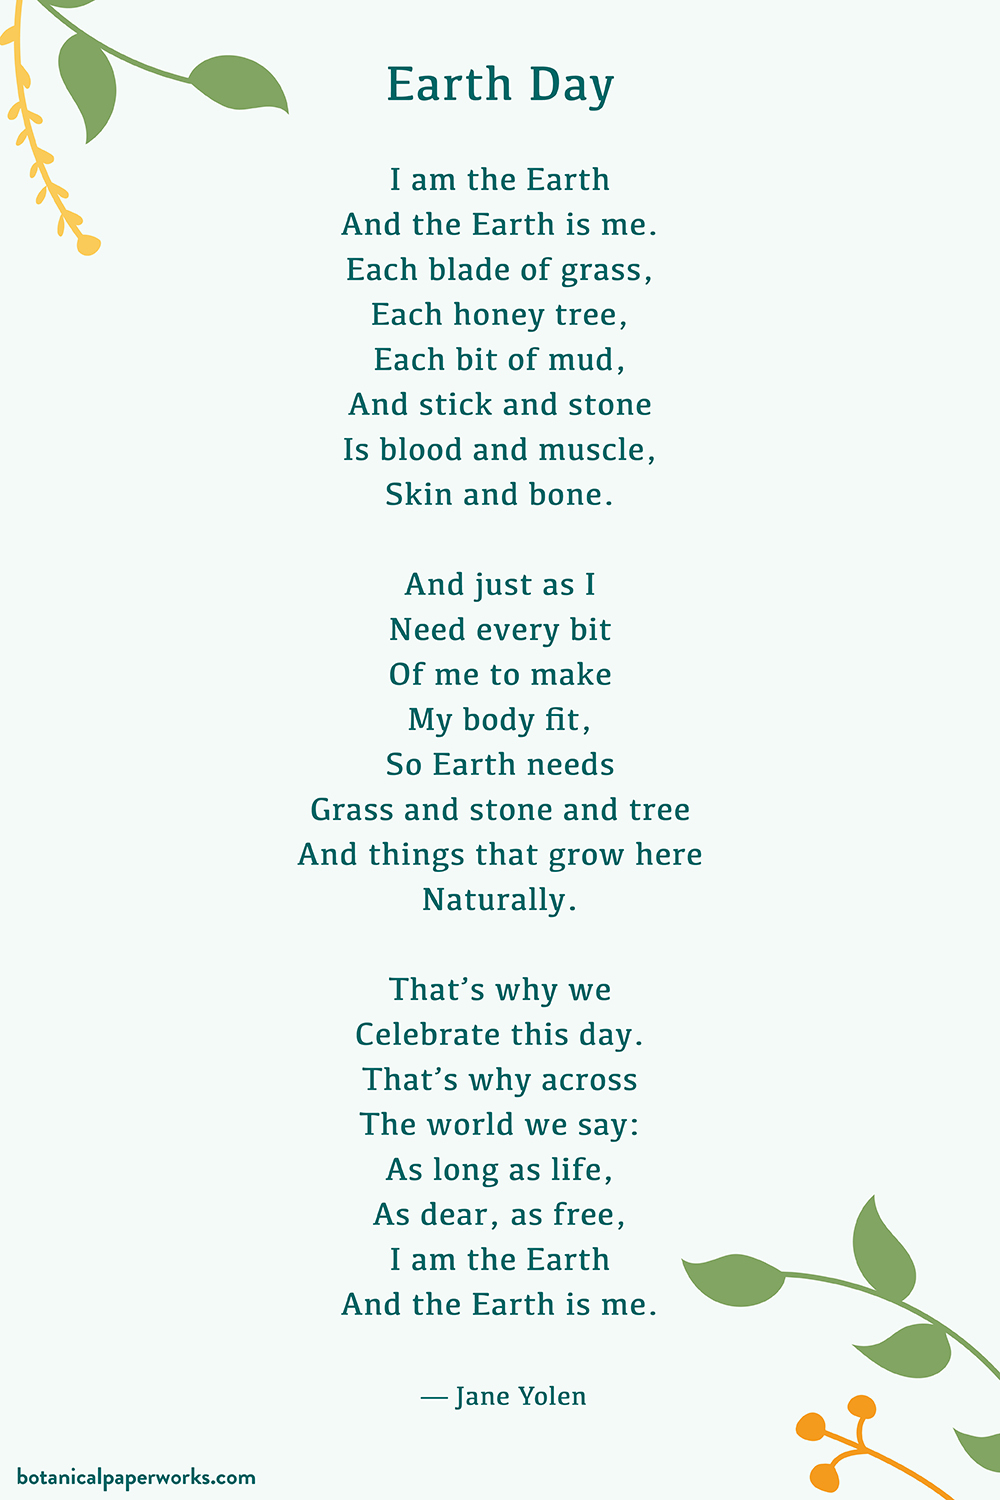 Earth Day
I am the Earth
And the Earth is me.
Each blade of grass,
Each honey tree,
Each bit of mud,
And stick and stone
Is blood and muscle,
Skin and bone.
And just as I
Need every bit
Of me to make
My body fit,
So Earth needs
Grass and stone and tree
And things that grow here
Naturally.
That’s why we
Celebrate this day.
That’s why across
The world we say:
As long as life,
As dear, as free,
I am the Earth
And the Earth is me.
— Jane Yolen
botanicalpaperworks.com